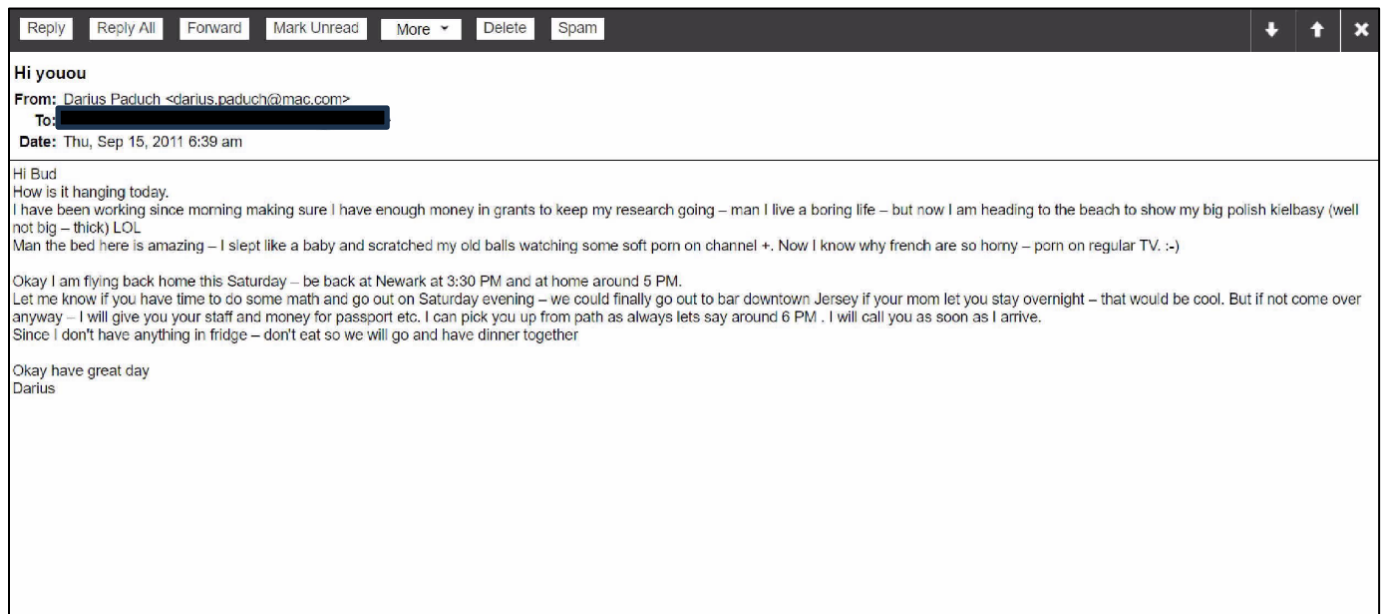 Reply Reply All Forward Mark Unread More Delete Spam
Hi youou
From: Darius Paduch <darius.paduch@mac.com>
To:
Date: Thu, Sep 15, 2011 6:39 am
Hi Bud
How is it hanging today.
I have been working since morning making sure I have enough money in grants to keep my research going – man I live a boring life – but now I am heading to the beach to show my big polish kielbasy (well
not big – thick) LOL
Man the bed here is amazing – I slept like a baby and scratched my old balls watching some soft porn on channel +. Now I know why french are so horny – porn on regular TV. :-)
Okay I am flying back home this Saturday – be back at Newark at 3:30 PM and at home around 5 PM.
Let me know if you have time to do some math and go out on Saturday evening – we could finally go out to bar downtown Jersey if your mom let you stay overnight – that would be cool. But if not come over
anyway – I will give you your staff and money for passport etc. I can pick you up from path as always lets say around 6 PM . I will call you as soon as I arrive.
Since I don't have anything in fridge – don't eat so we will go and have dinner together
Okay have great day
Darius